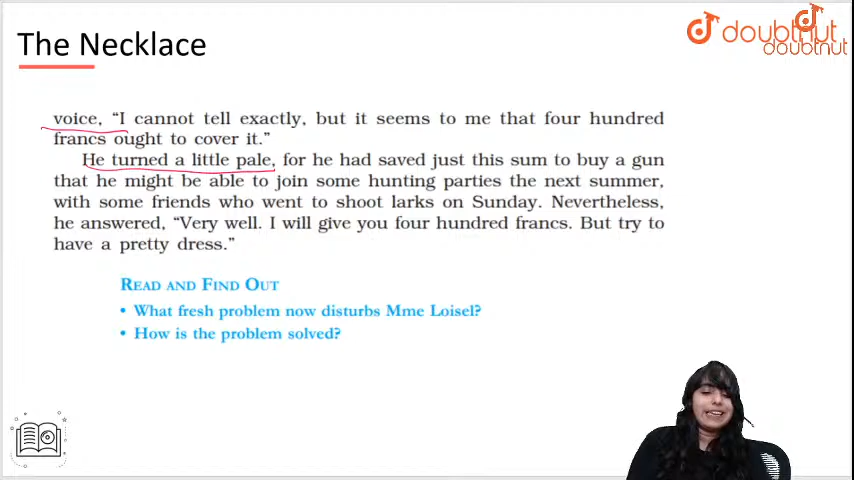 The Necklace
doubtnut
doubtnut
voice, “I cannot tell exactly, but it seems to me that four hundred
francs ought to cover it.”
He turned a little pale, for he had saved just this sum to buy a gun
that he might be able to join some hunting parties the next summer,
with some friends who went to shoot larks on Sunday. Nevertheless,
he answered, “Very well. I will give you four hundred francs. But try to
have a pretty dress.”
READ AND FIND OUT
• What fresh problem now disturbs Mme Loisel?
• How is the problem solved?